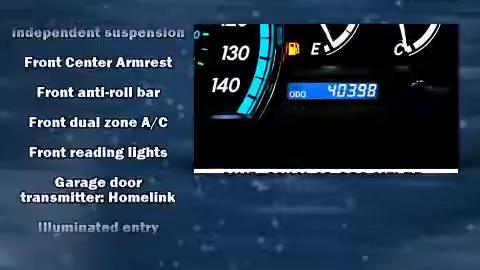 independent suspension
Front Center Armrest
Front anti-roll bar
Front dual zone A/C
Front reading lights
Garage door
transmitter: Homelink
Illuminated entry
130
140
E
C
ODO 40398